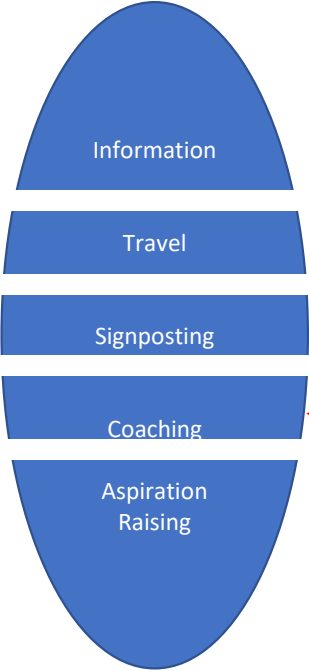 Information
Travel
Signposting
Coaching
Aspiration
Raising